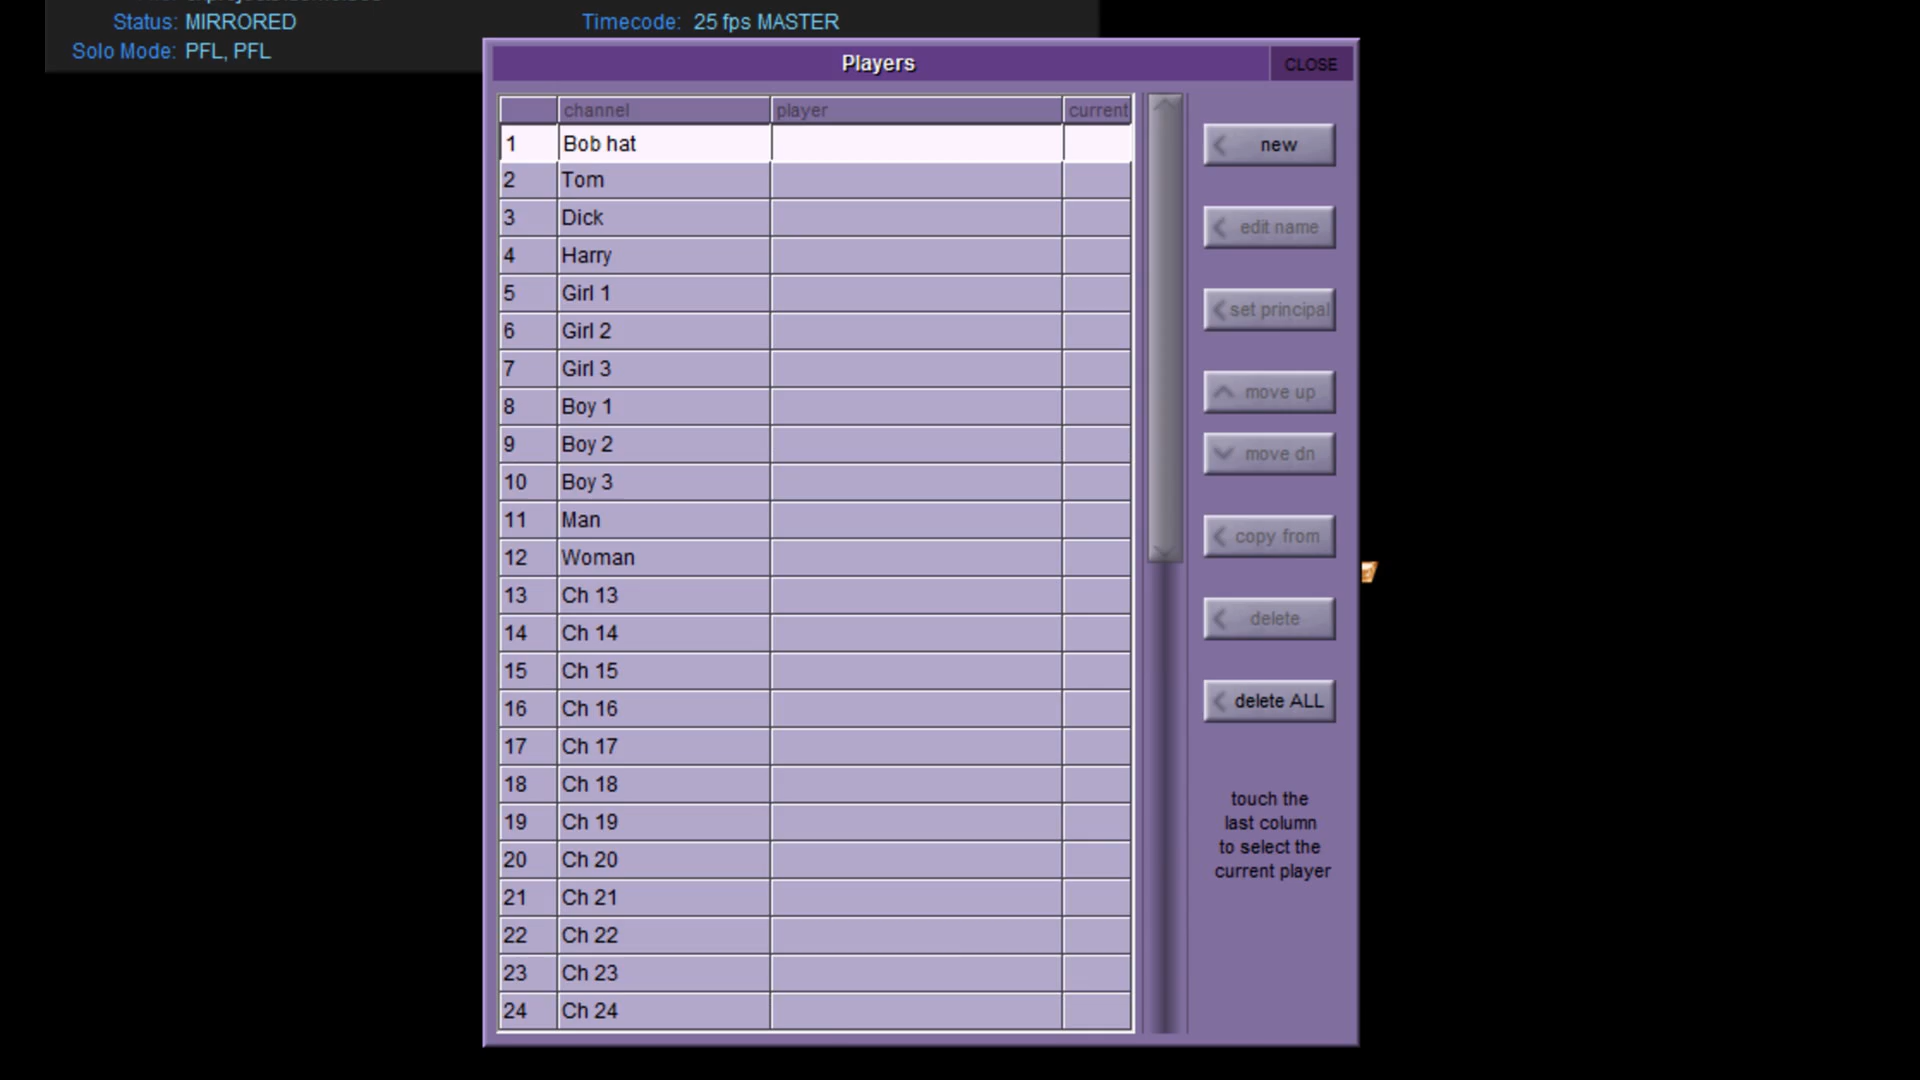 Status: MIRRORED
Timecode: 25 fps MASTER
Solo Mode: PFL, PFL
Players
CLOSE
channel player current
1 Bob hat
2 Tom
3 Dick
4 Harry
5 Girl 1
6 Girl 2
7 Girl 3
8 Boy 1
9 Boy 2
10 Boy 3
11 Man
12 Woman
13 Ch 13
14 Ch 14
15 Ch 15
16 Ch 16
17 Ch 17
18 Ch 18
19 Ch 19
20 Ch 20
21 Ch 21
22 Ch 22
23 Ch 23
24 Ch 24
new
edit name
set principal
move up
move dn
copy from
delete
delete ALL
touch the
last column
to select the
current player